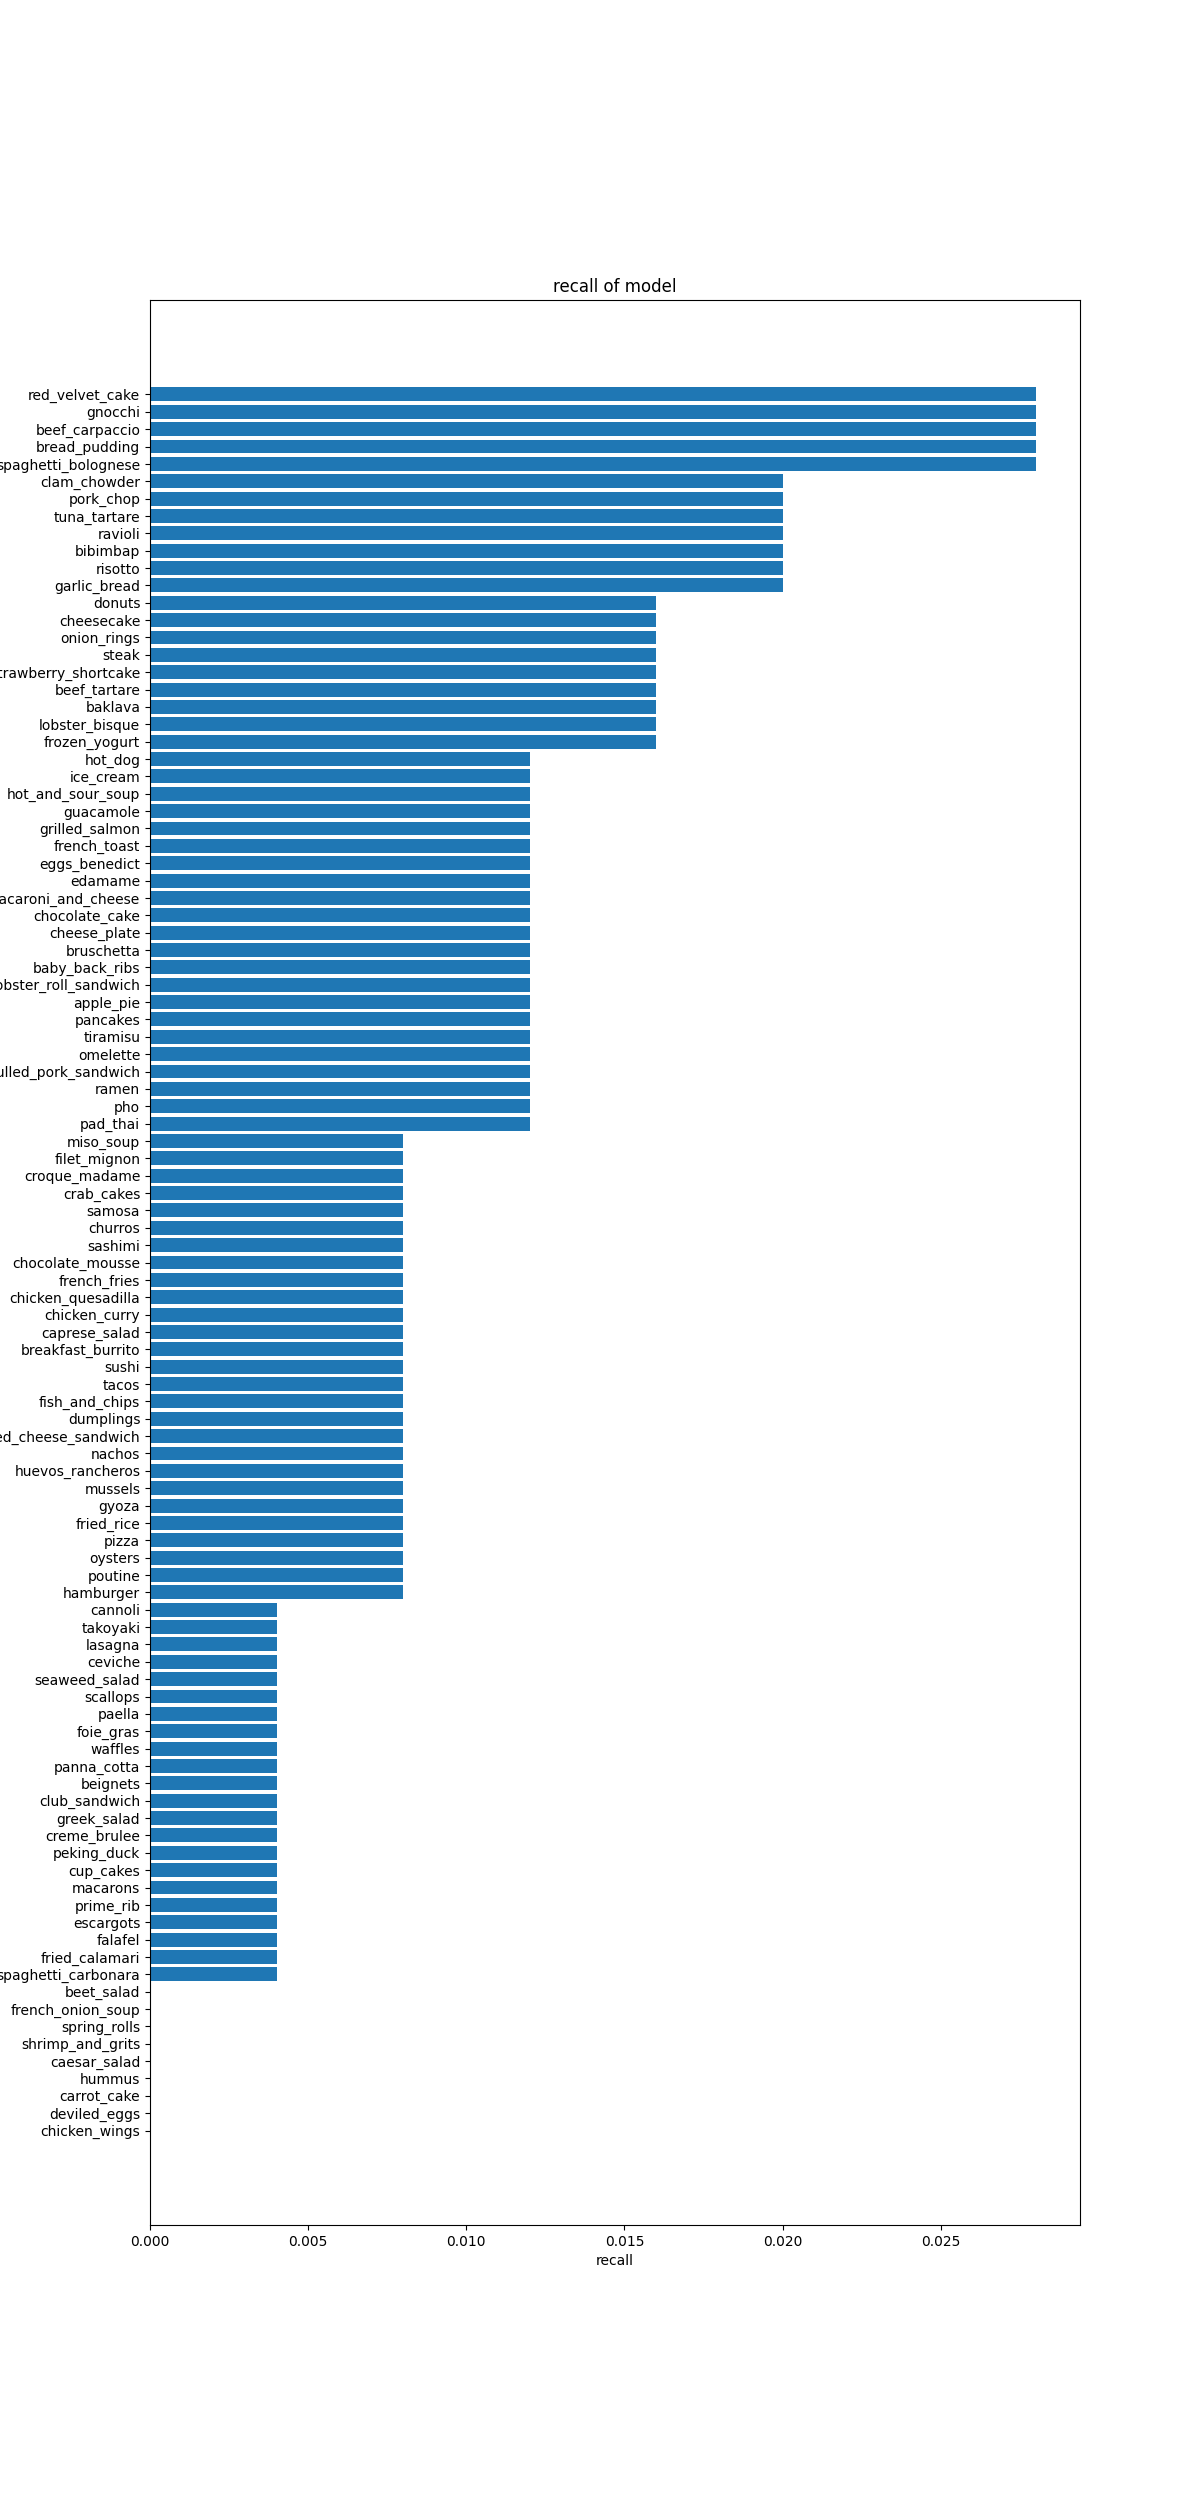 recall of model
red_velvet_cake
gnocchi
beef_carpaccio
bread_pudding
spaghetti_bolognese
clam_chowder
pork_chop
tuna_tartare
ravioli
bibimbap
risotto
garlic_bread
donuts
cheesecake
onion_rings
steak
trawberry_shortcake
beef_tartare
baklava
lobster_bisque
frozen_yogurt
hot_dog
ice_cream
hot_and_sour_soup
guacamole
grilled_salmon
french_toast
eggs_benedict
edamame
acaroni_and_cheese
chocolate_cake
cheese_plate
bruschetta
baby_back_ribs
obster_roll_sandwich
apple_pie
pancakes
tiramisu
omelette
ulled_pork_sandwich
ramen
pho
pad_thai
miso_soup
filet_mignon
croque_madame
crab_cakes
samosa
churros
sashimi
chocolate_mousse
french_fries
chicken_quesadilla
chicken_curry
caprese_salad
breakfast_burrito
sushi
tacos
fish_and_chips
dumplings
ed_cheese_sandwich
nachos
huevos_rancheros
mussels
gyoza
fried_rice
pizza
oysters
poutine
hamburger
cannoli
takoyaki
lasagna
ceviche
seaweed_salad
scallops
paella
foie_gras
waffles
panna_cotta
beignets
club_sandwich
greek_salad
creme_brulee
peking_duck
cup_cakes
macarons
prime_rib
escargots
falafel
fried_calamari
spaghetti_carbonara
beet_salad
french_onion_soup
spring_rolls
shrimp_and_grits
caesar_salad
hummus
carrot_cake
deviled_eggs
chicken_wings
0.000 0.005 0.010 0.015 0.020 0.025
recall